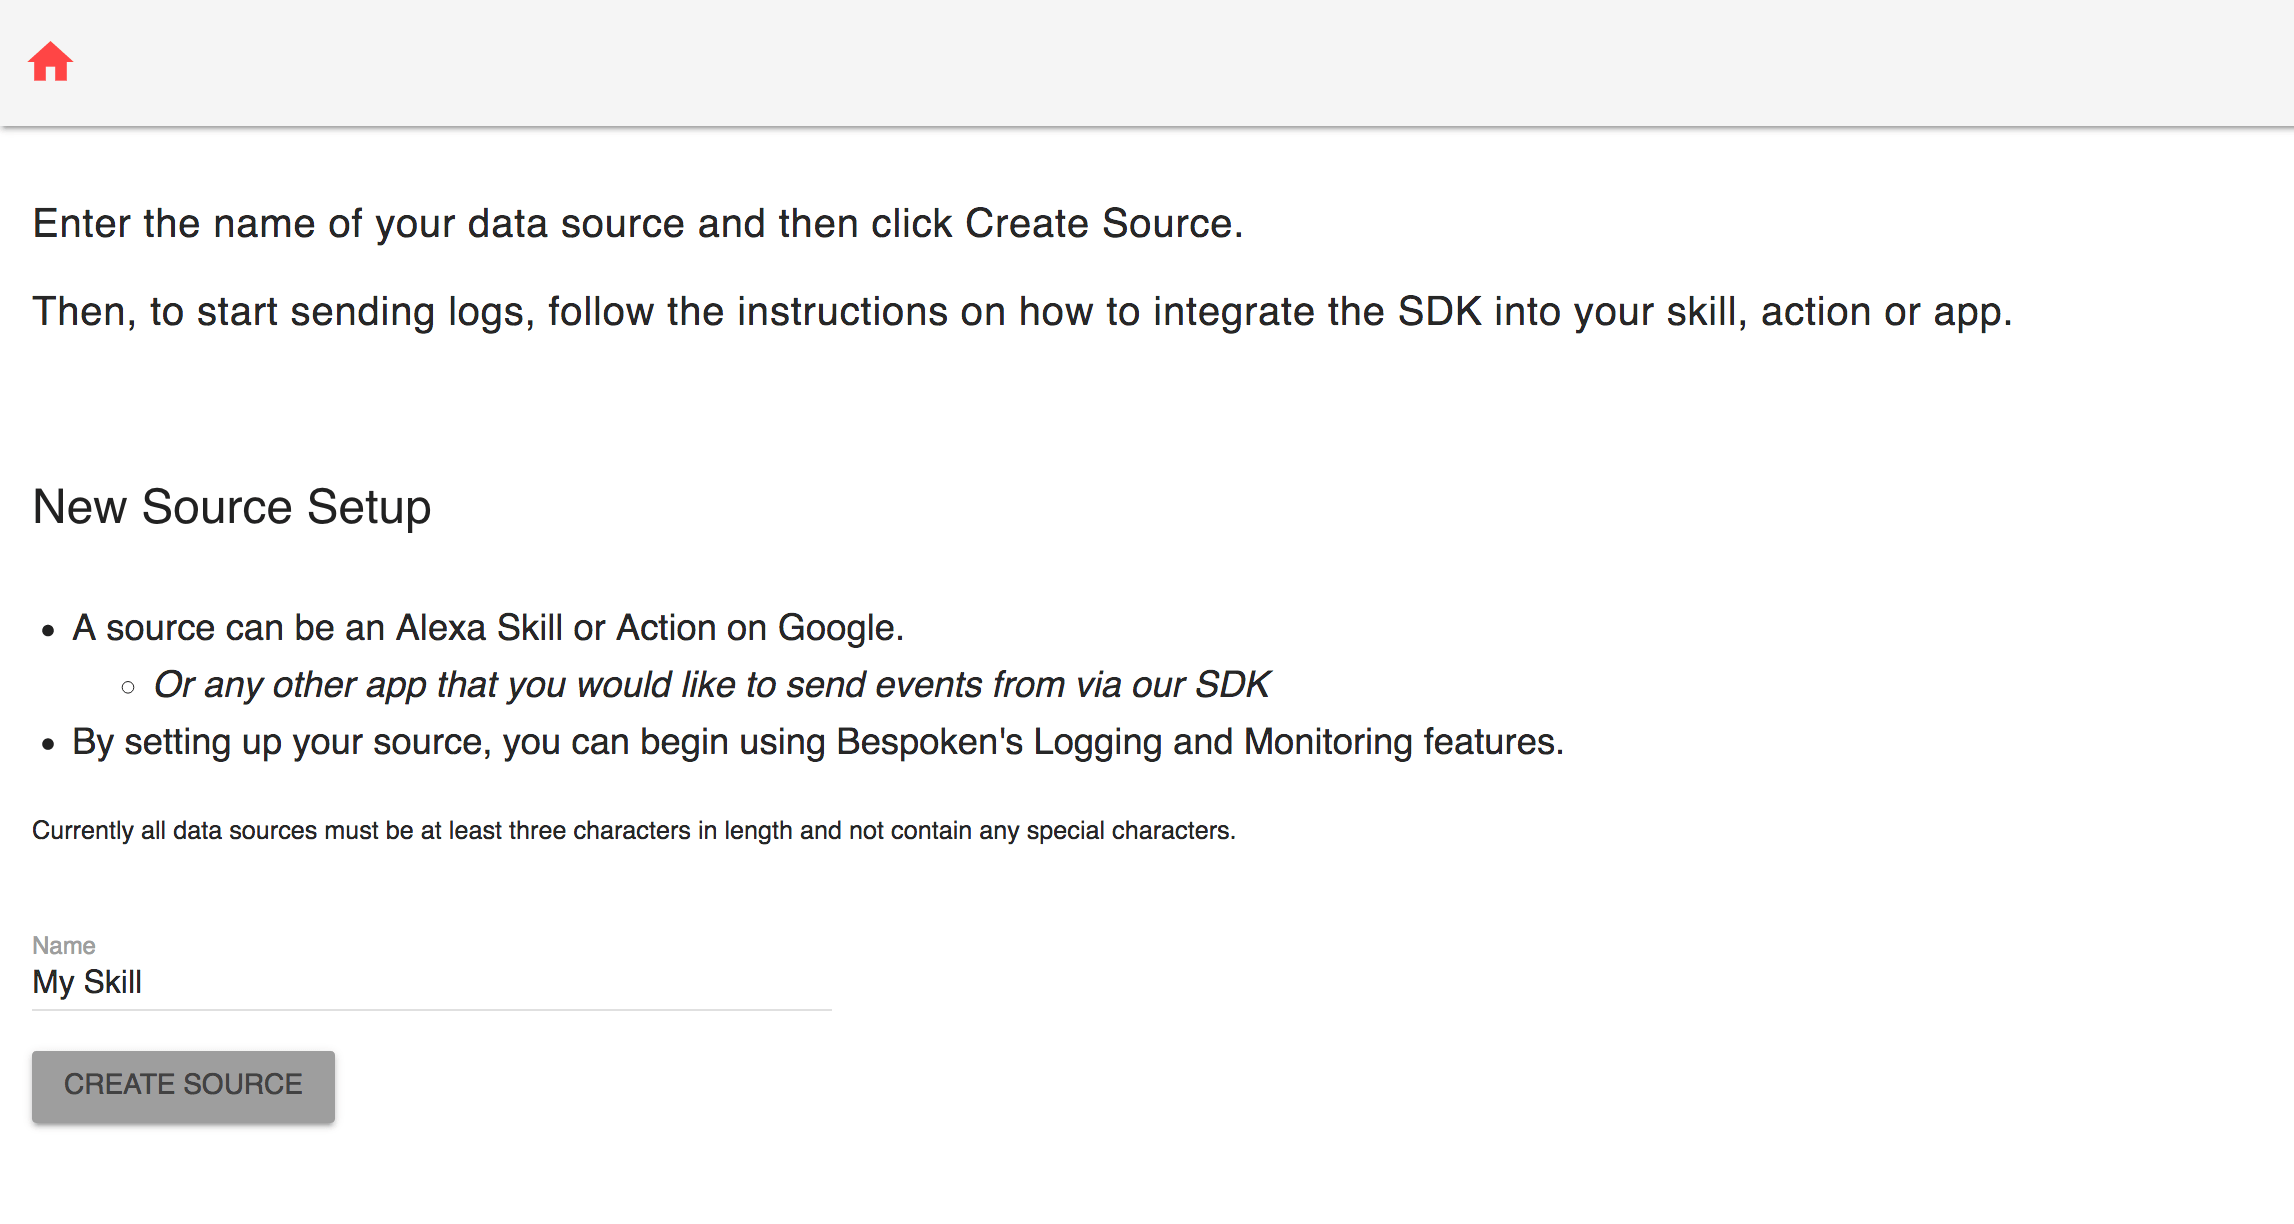 Enter the name of your data source and then click Create Source.
Then, to start sending logs, follow the instructions on how to integrate the SDK into your skill, action or app.
New Source Setup
A source can be an Alexa Skill or Action on Google.
Or any other app that you would like to send events from via our SDK
By setting up your source, you can begin using Bespoken's Logging and Monitoring features.
Currently all data sources must be at least three characters in length and not contain any special characters.
Name
My Skill
CREATE SOURCE